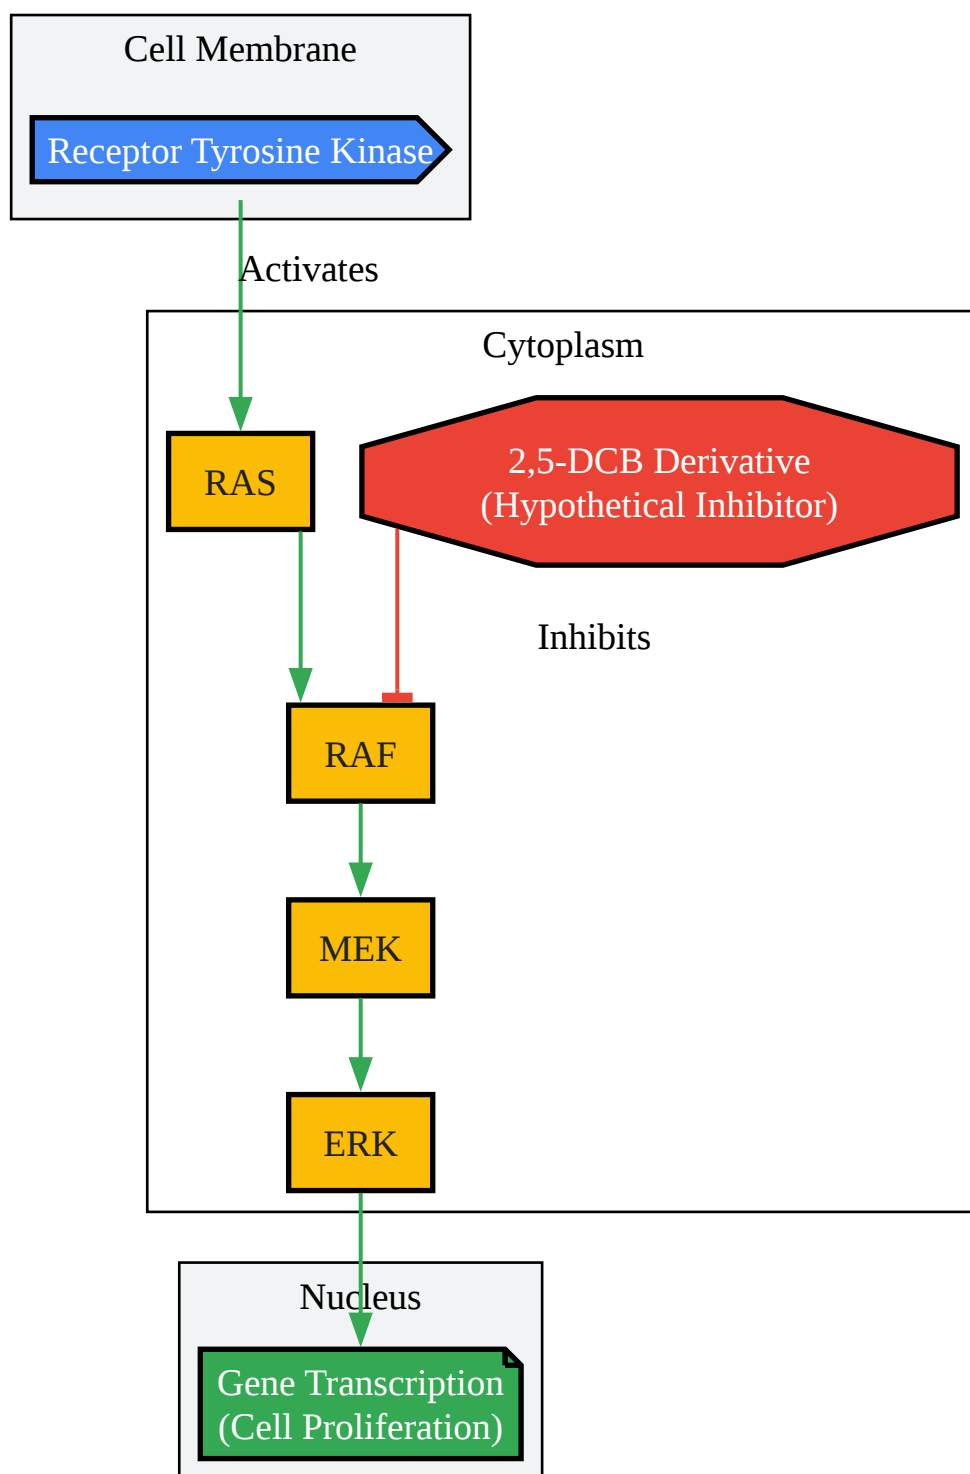 Cell Membrane
Receptor Tyrosine Kinase
Activates
Cytoplasm
RAS
2,5-DCB Derivative
(Hypothetical Inhibitor)
Inhibits
RAF
MEK
ERK
Nucleus
Gene Transcription
(Cell Proliferation)